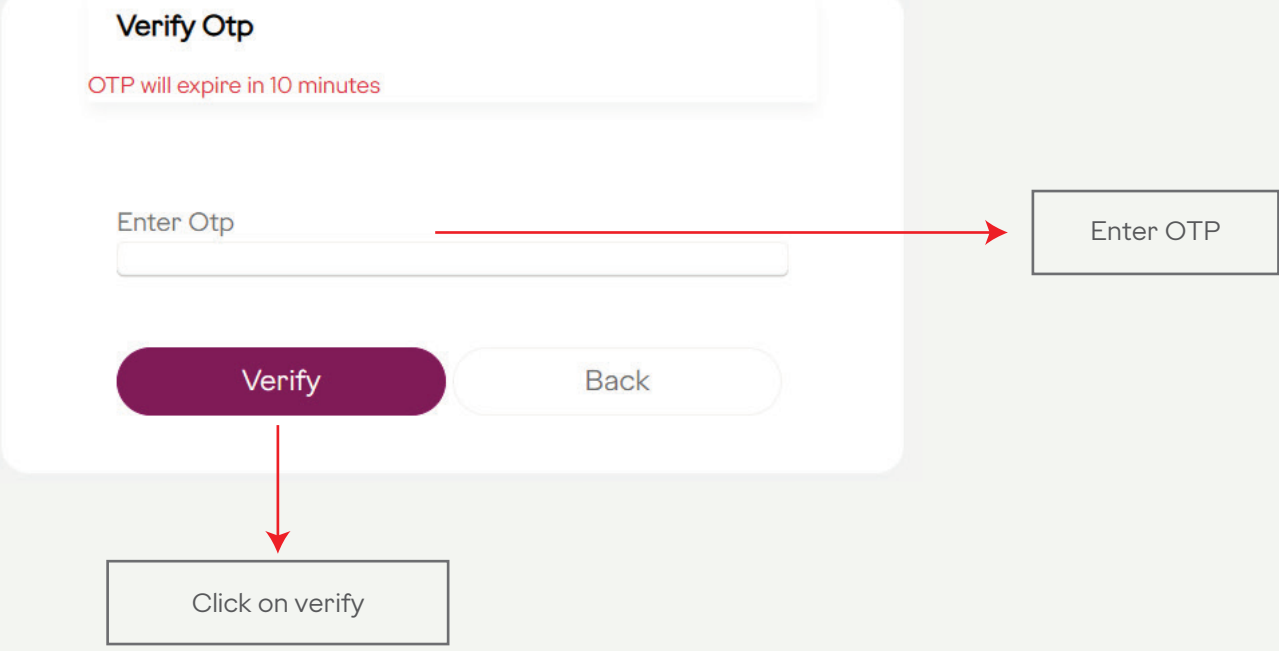 Verify Otp
OTP will expire in 10 minutes
Enter Otp
Enter OTP
Verify
Back
Click on verify